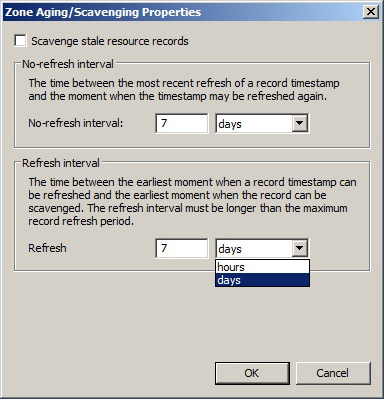 Zone Aging/Scavenging Properties
Scavenge stale resource records
No-refresh interval
The time between the most recent refresh of a record timestamp
and the moment when the timestamp may be refreshed again.
No-refresh interval: 7 days
Refresh interval
The time between the earliest moment when a record timestamp can
be refreshed and the earliest moment when the record can be
scavenged. The refresh interval must be longer than the maximum
record refresh period.
Refresh 7 days
hours
days
OK Cancel